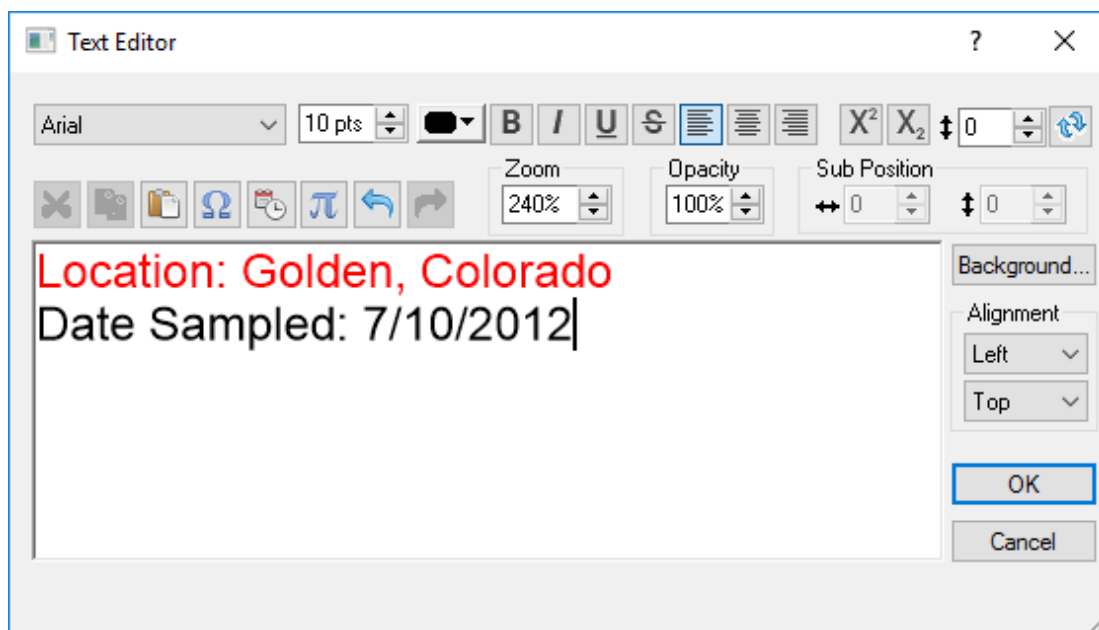 Text Editor
?
Arial
10 pts
B I U S
X² X₂
0
Zoom
Opacity
Sub Position
Ω
π
240%
100%
0
0
Location: Golden, Colorado
Date Sampled: 7/10/2012
Background...
Alignment
Left
Top
OK
Cancel